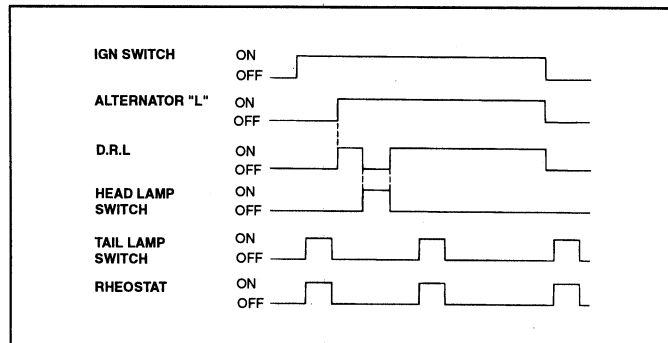 IGN SWITCH ON
OFF
ALTERNATOR "L" ON
OFF
D.R.L ON
OFF
HEAD LAMP ON
SWITCH OFF
TAIL LAMP ON
SWITCH OFF
RHEOSTAT ON
OFF